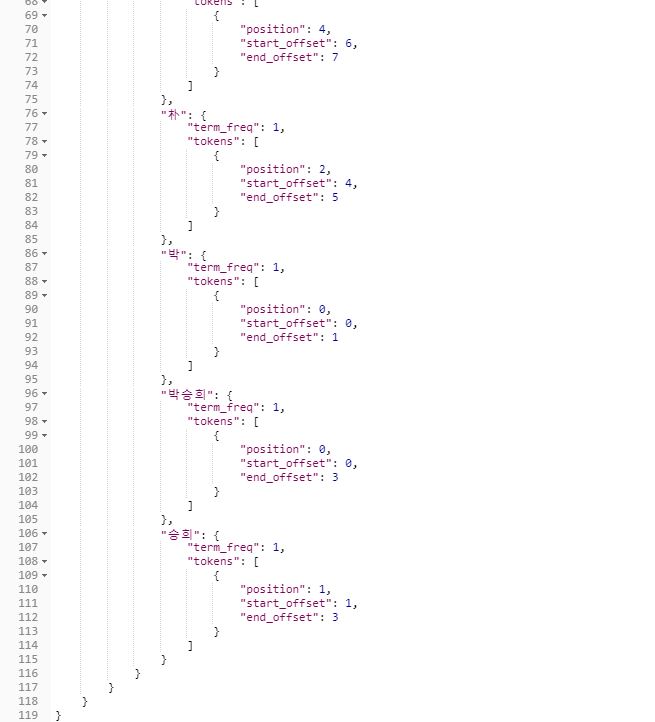 68 "tokens": [
69 {
70 "position": 4,
71 "start_offset": 6,
72 "end_offset": 7
73 }
74 ]
75 },
76 "朴": {
77 "term_freq": 1,
78 "tokens": [
79 {
80 "position": 2,
81 "start_offset": 4,
82 "end_offset": 5
83 }
84 ]
85 },
86 "박": {
87 "term_freq": 1,
88 "tokens": [
89 {
90 "position": 0,
91 "start_offset": 0,
92 "end_offset": 1
93 }
94 ]
95 },
96 "박승희": {
97 "term_freq": 1,
98 "tokens": [
99 {
100 "position": 0,
101 "start_offset": 0,
102 "end_offset": 3
103 }
104 ]
105 },
106 "승희": {
107 "term_freq": 1,
108 "tokens": [
109 {
110 "position": 1,
111 "start_offset": 1,
112 "end_offset": 3
113 }
114 ]
115 }
116 }
117 }
118 }
119 }